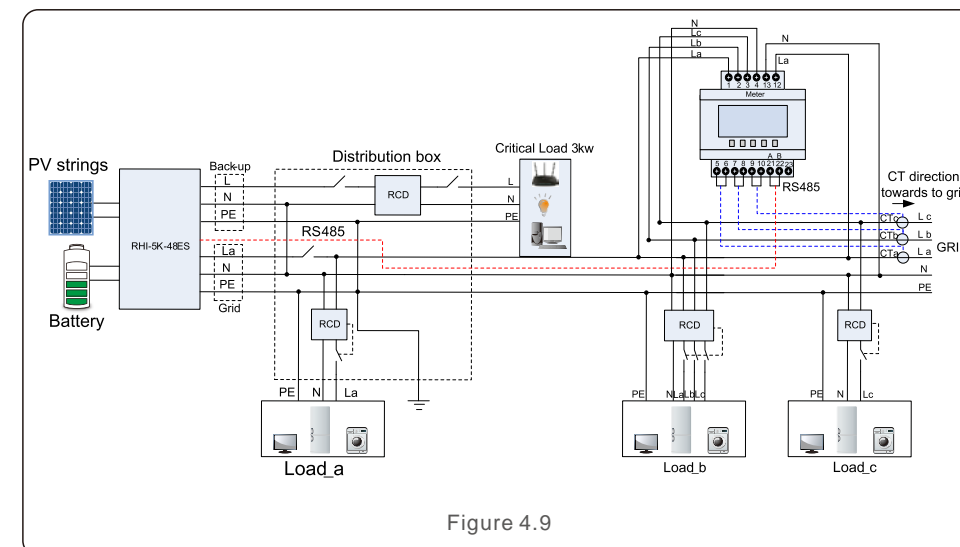 N
Lc
Lb
La
N
La
1 2 3 4 13 12
Meter
A B
5 6 7 8 9 10 21 22 23
RS485
PV strings
Back-up
Distribution box
Critical Load 3kw
CT direction
towards to gri
L
N
PE
RCD
L
N
PE
RHI-5K-48ES
RS485
CTc
L c
CTb
L b
CTa
L a
GRI
N
PE
La
N
PE
Grid
Battery
RCD
RCD
RCD
PE N La
PE NLaLbLc
PE N Lc
Load_a
Load_b
Load_c
Figure 4.9